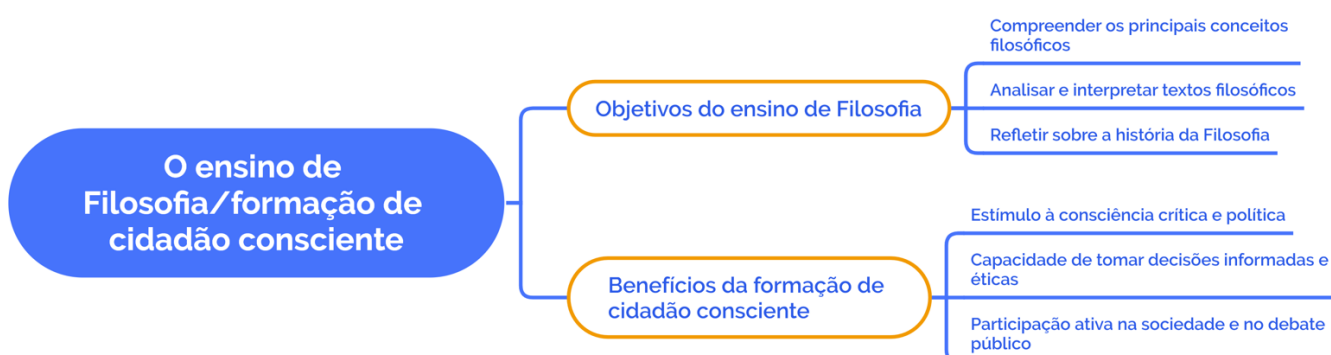 O ensino de
Filosofia/formação de
cidadão consciente
Objetivos do ensino de Filosofia
Compreender os principais conceitos
filosóficos
Analisar e interpretar textos filosóficos
Refletir sobre a história da Filosofia
Benefícios da formação de
cidadão consciente
Estímulo à consciência crítica e política
Capacidade de tomar decisões informadas e
éticas
Participação ativa na sociedade e no debate
público